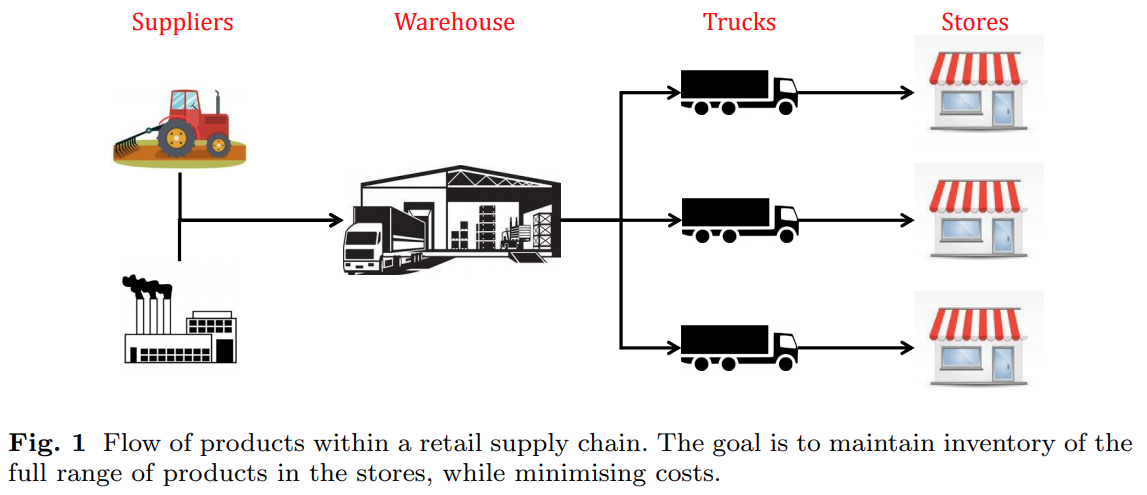 Suppliers Warehouse Trucks Stores
Fig. 1 Flow of products within a retail supply chain. The goal is to maintain inventory of the
full range of products in the stores, while minimising costs.